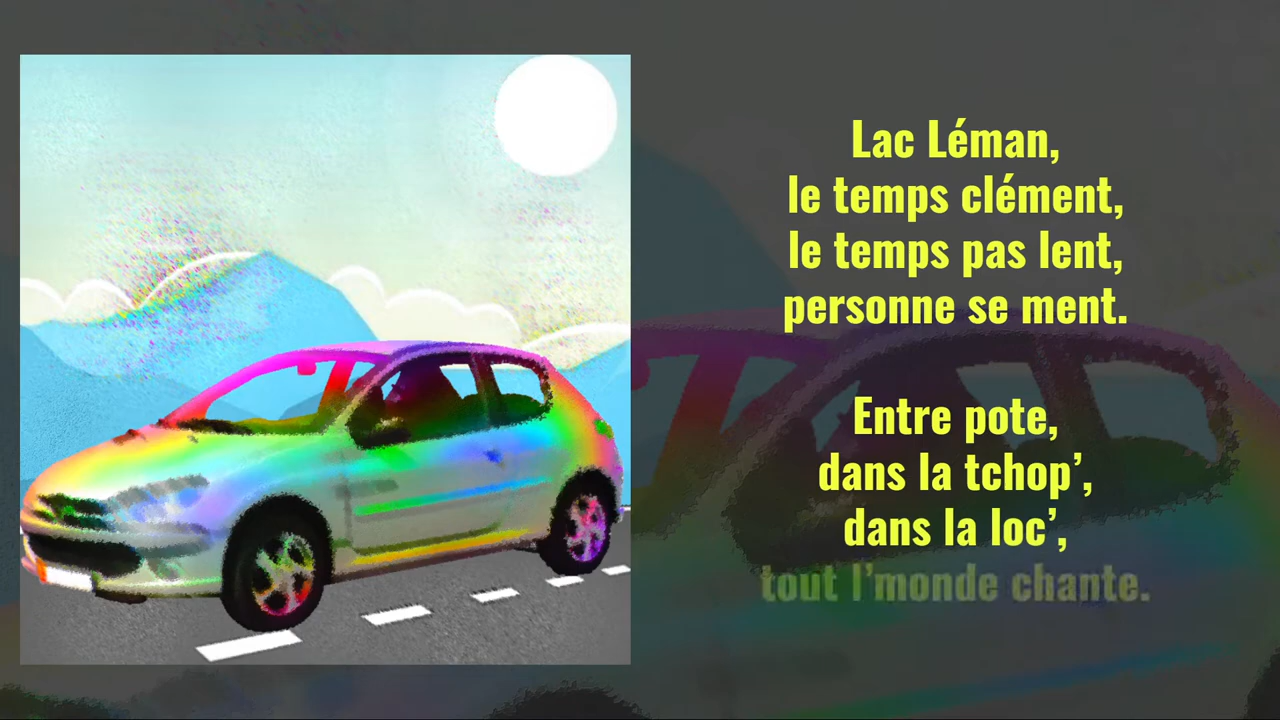 Lac Léman,
le temps clément,
le temps pas lent,
personne se ment.
Entre pote,
dans la tchop’,
dans la loc’,
tout l’monde chante.